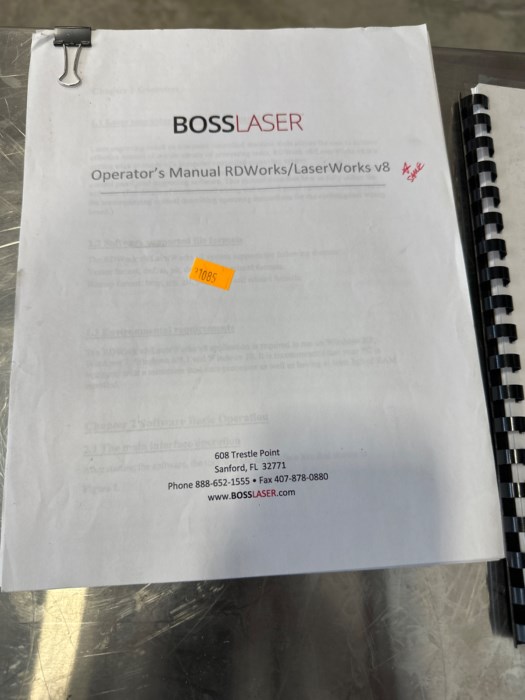 BOSSLASER
Operator's Manual RDWorks/LaserWorks v8
1085
608 Trestle Point
Sanford, FL 32771
Phone 888-652-1555 • Fax 407-878-0880
www.BOSSLASER.com